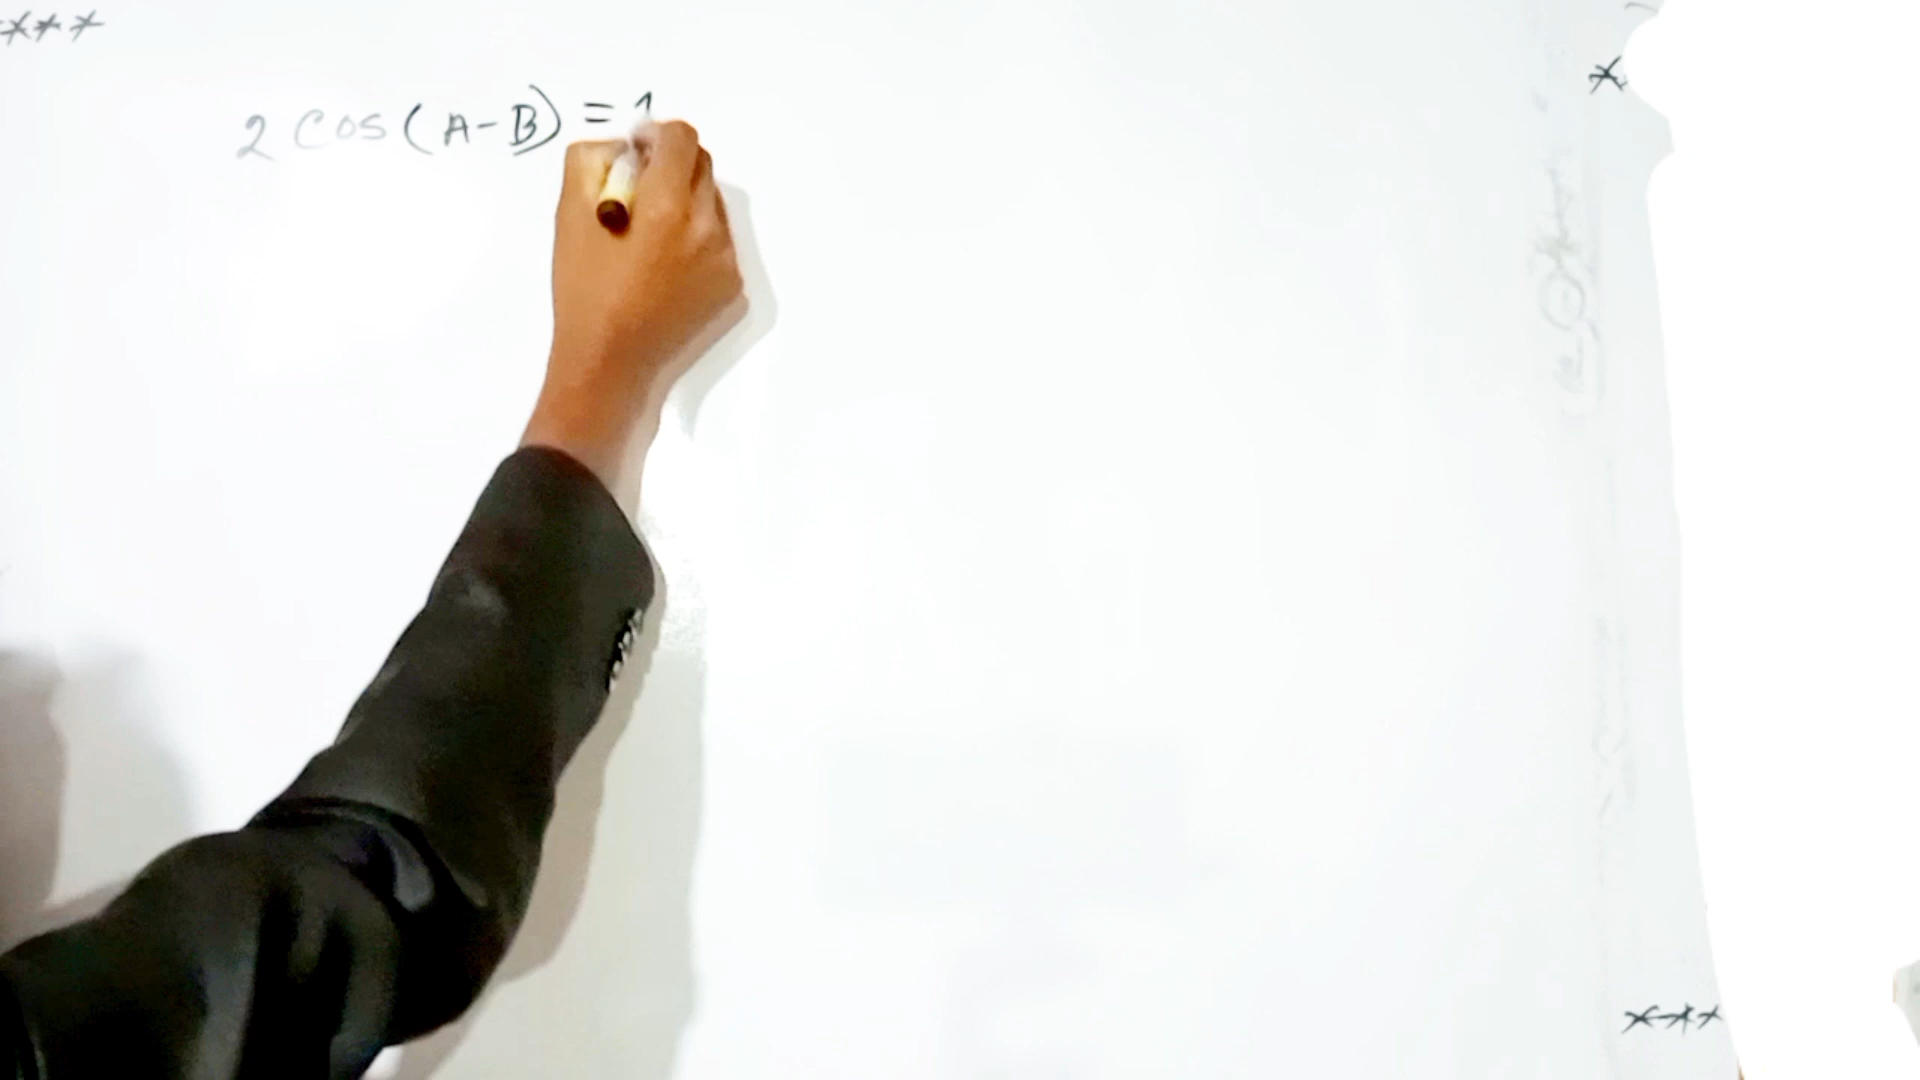 ***
2 cos(A-B) = 1
*
***